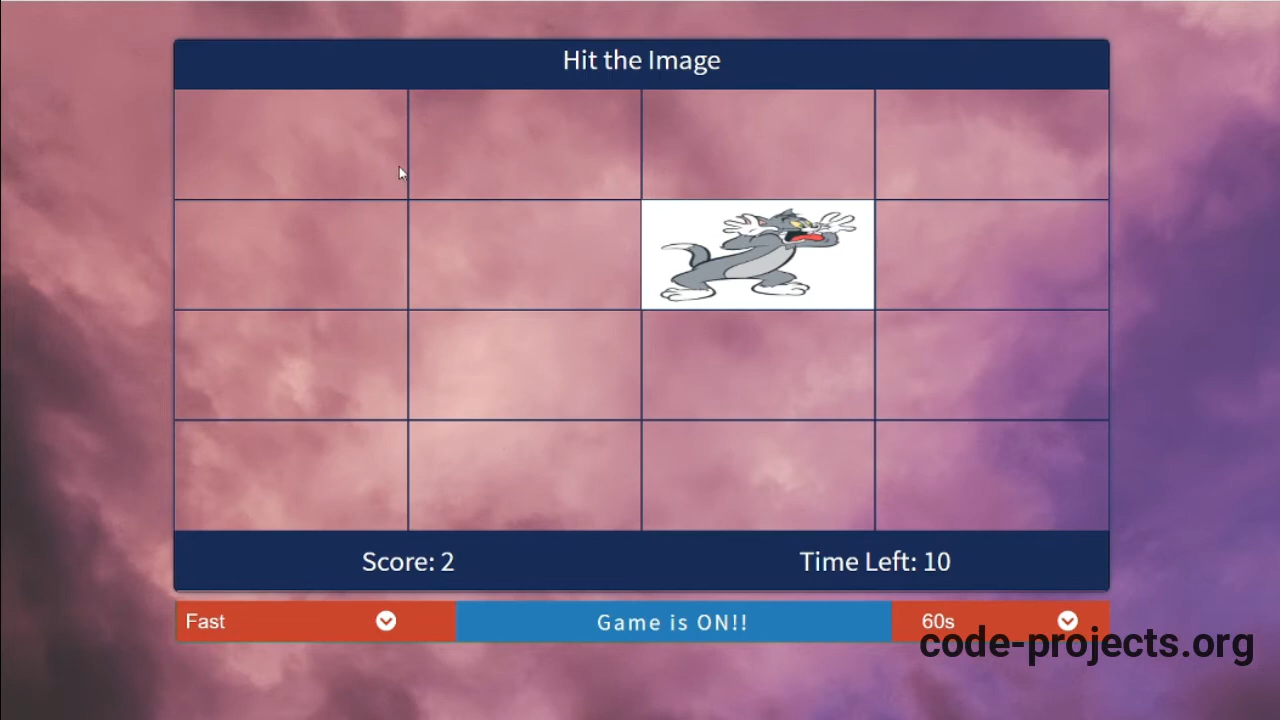 Hit the Image
Score: 2
Time Left: 10
Fast
Game is ON!!
60s
code-projects.org